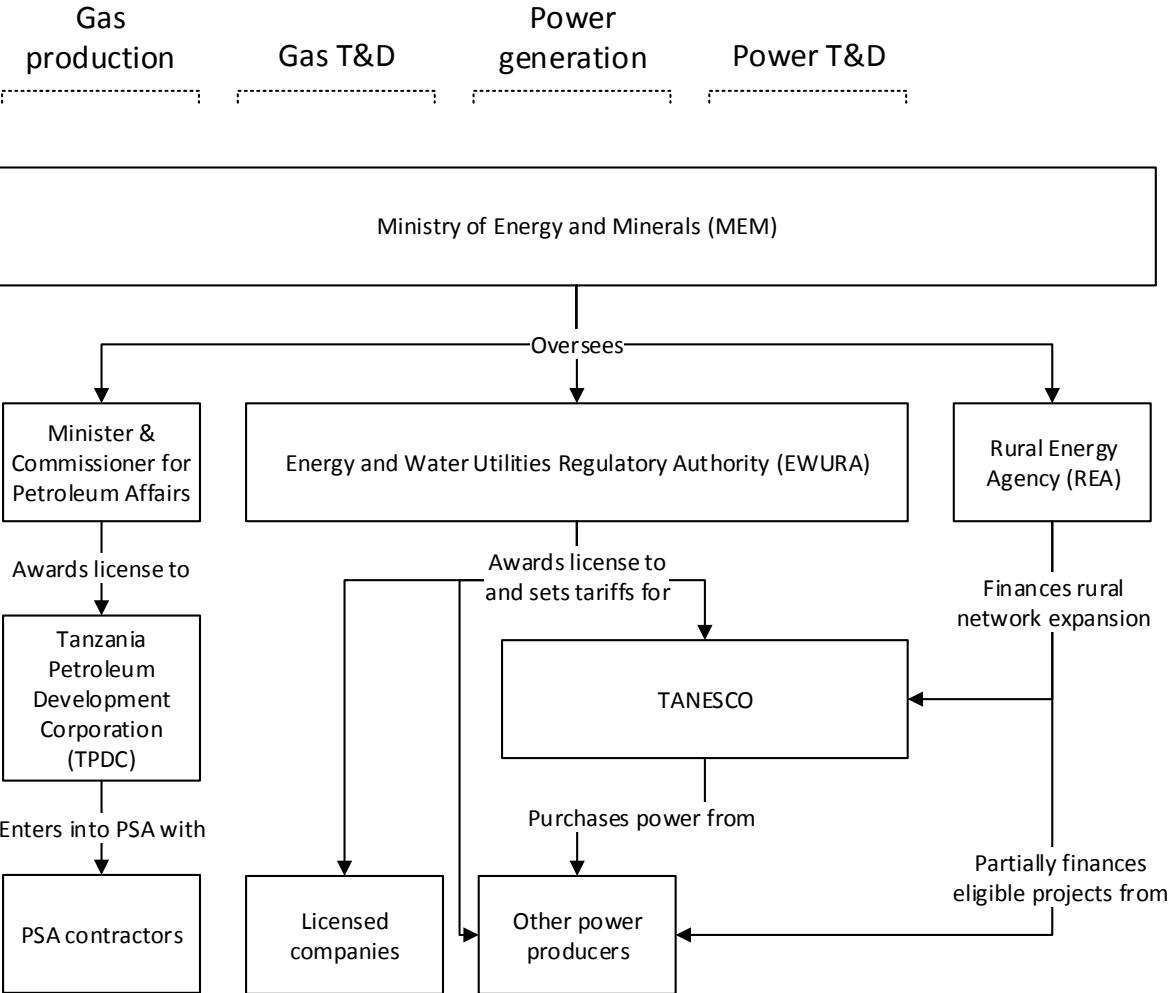 Gas
production
Gas T&D
Power
generation
Power T&D
Ministry of Energy and Minerals (MEM)
Oversees
Minister &
Commissioner for
Petroleum Affairs
Energy and Water Utilities Regulatory Authority (EWURA)
Rural Energy
Agency (REA)
Awards license to
Awards license to
and sets tariffs for
Finances rural
network expansion
Tanzania
Petroleum
Development
Corporation
(TPDC)
TANESCO
Enters into PSA with
Purchases power from
Partially finances
eligible projects from
PSA contractors
Licensed
companies
Other power
producers